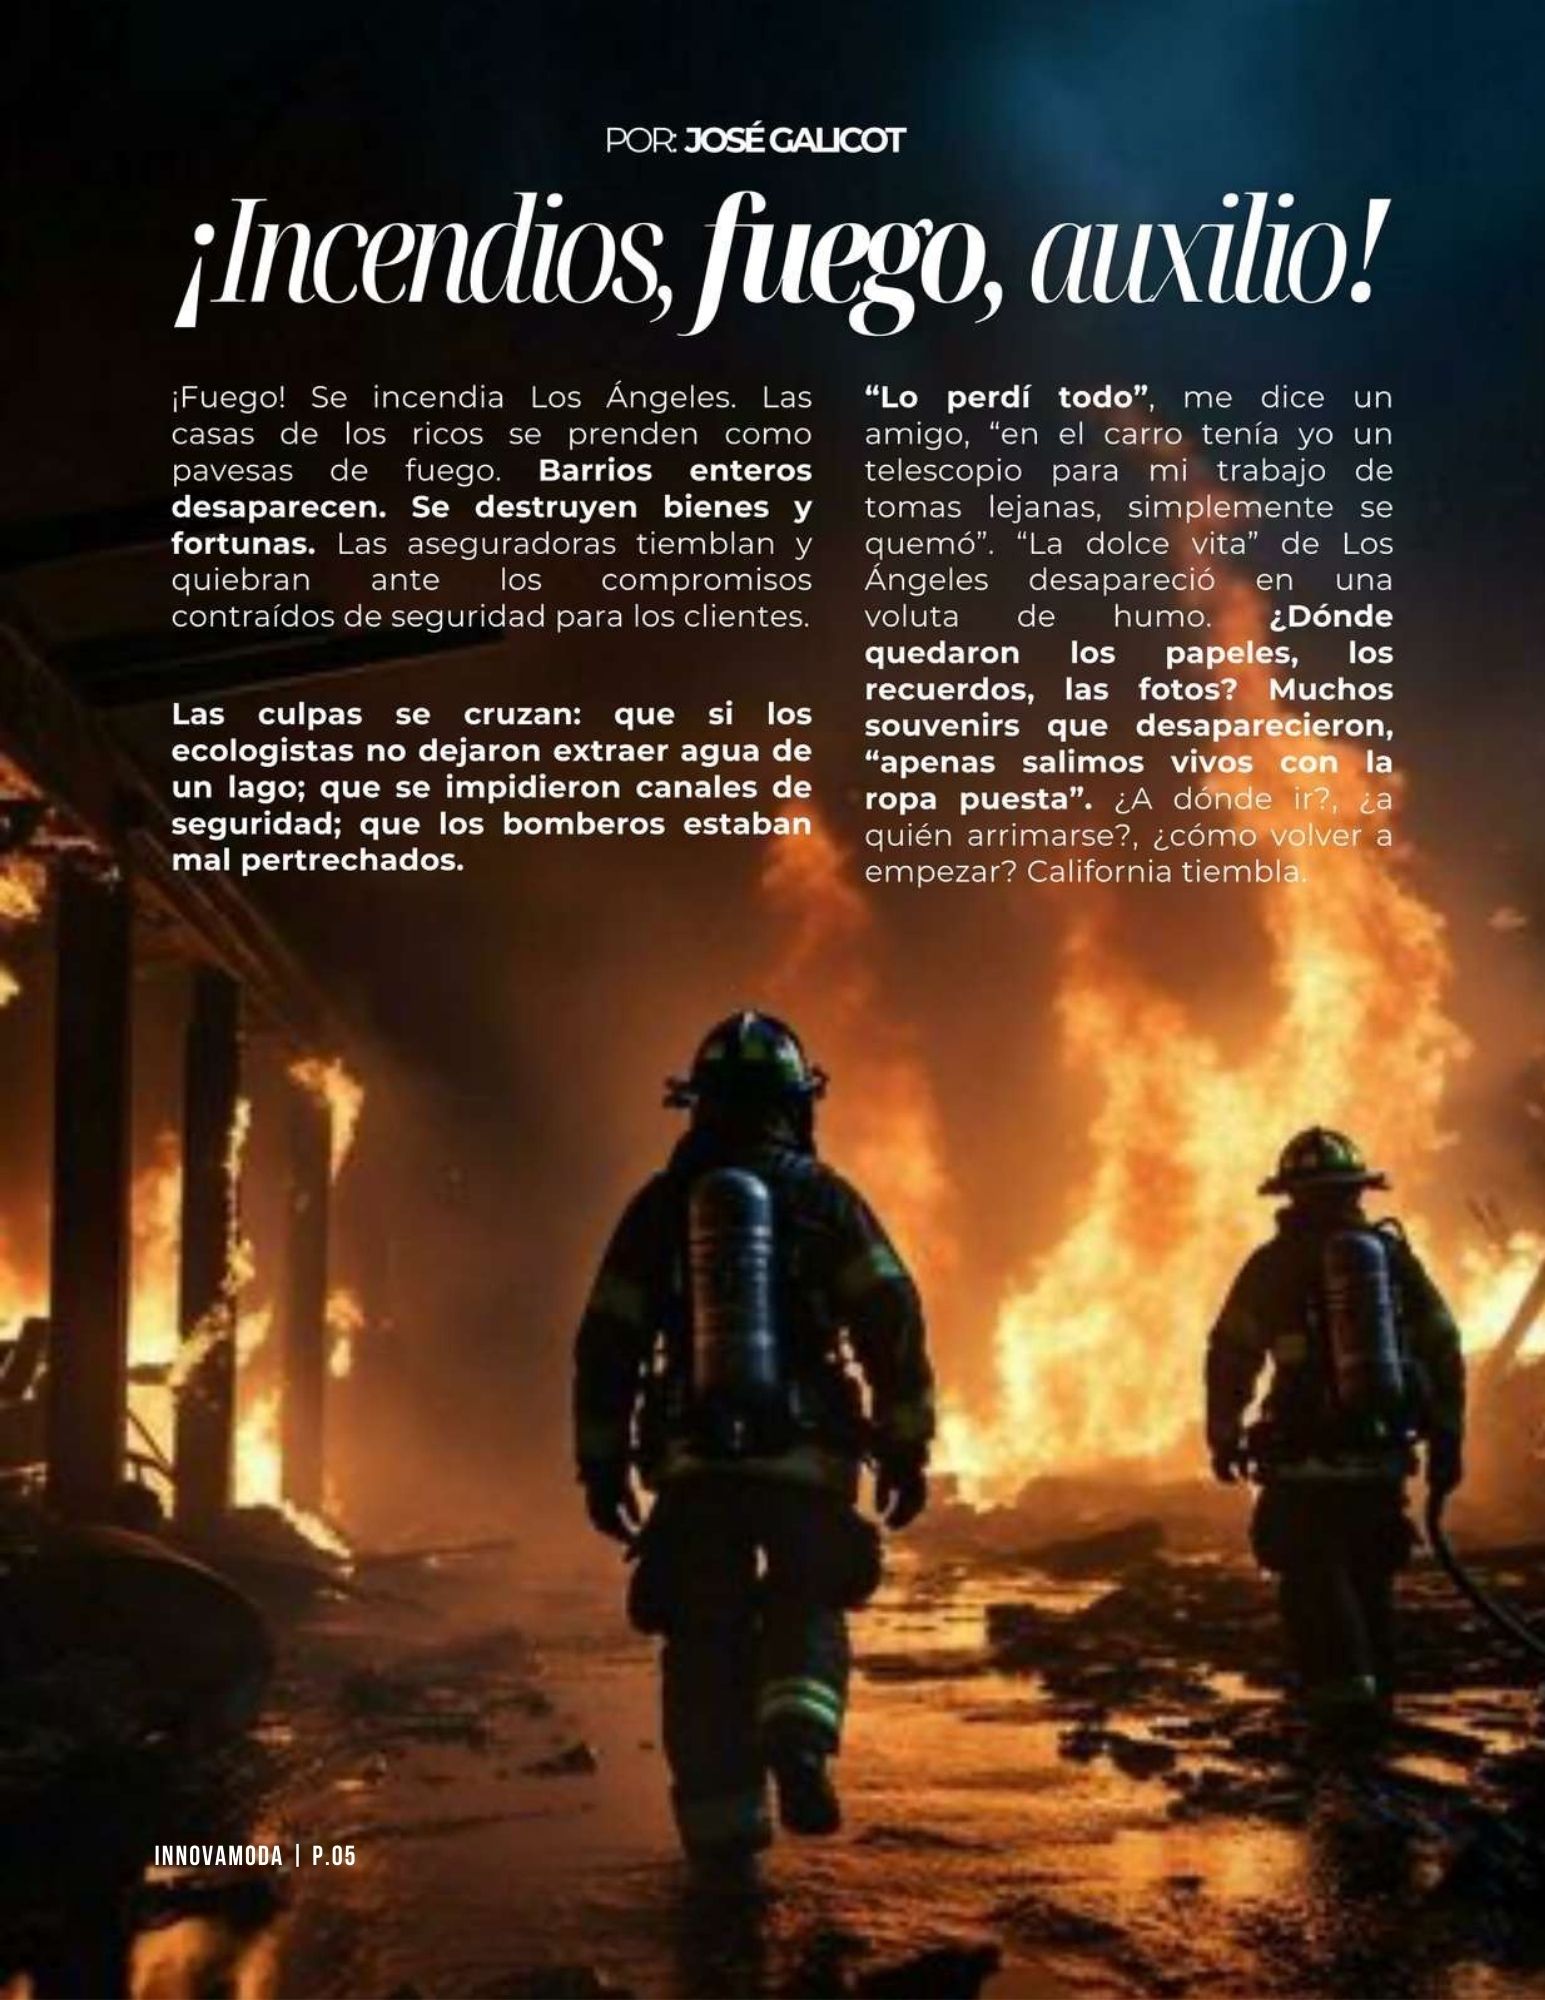 POR: JOSÉ GALICOT
¡Incendios, fuego, auxilio!
¡Fuego! Se incendia Los Ángeles. Las
casas de los ricos se prenden como
pavesas de fuego. Barrios enteros
desaparecen. Se destruyen bienes y
fortunas. Las aseguradoras tiemblan y
quiebran ante los compromisos
contraídos de seguridad para los clientes.
Las culpas se cruzan: que si los
ecologistas no dejaron extraer agua de
un lago; que se impidieron canales de
seguridad; que los bomberos estaban
mal pertrechados.
“Lo perdí todo”, me dice un
amigo, “en el carro tenía yo un
telescopio para mi trabajo de
tomas lejanas, simplemente se
quemó”. “La dolce vita” de Los
Ángeles desapareció en una
voluta de humo. ¿Dónde
quedaron los papeles, los
recuerdos, las fotos? Muchos
souvenirs que desaparecieron,
“apenas salimos vivos con la
ropa puesta”. ¿A dónde ir?, ¿a
quién arrimarse?, ¿cómo volver a
empezar? California tiembla.
INNOVAMODA | P.05